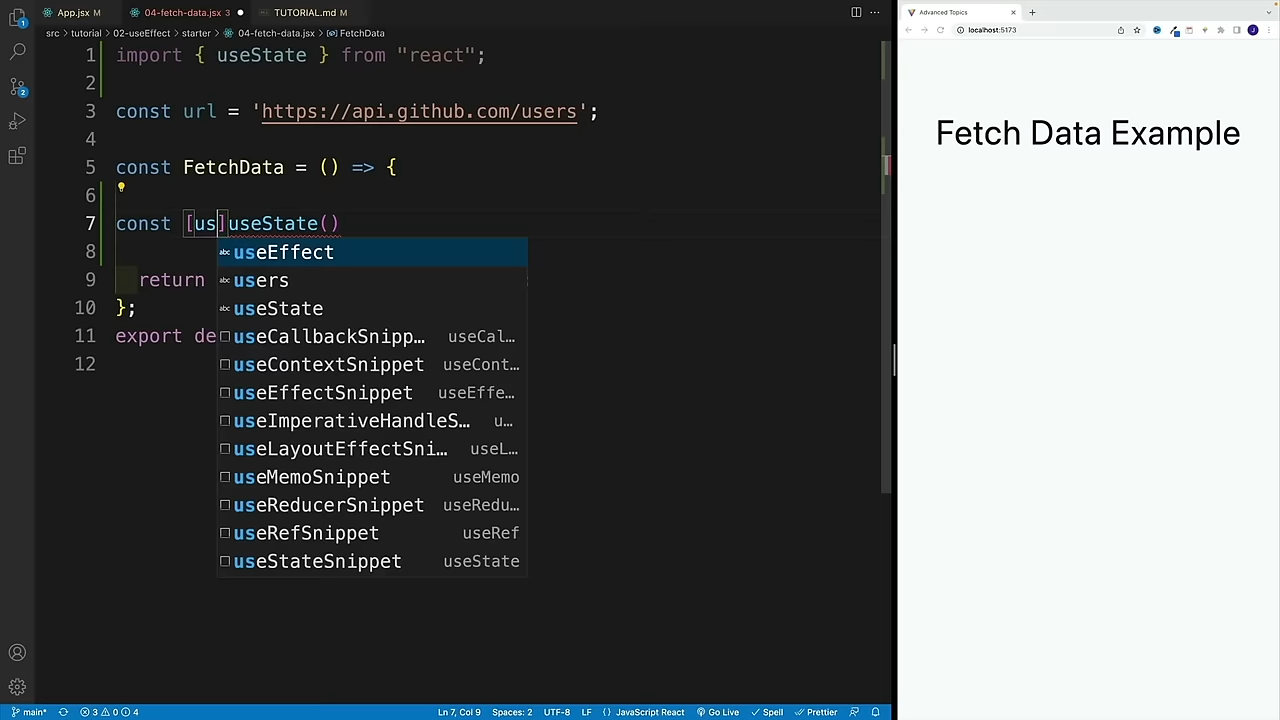 App.jsx M
04-fetch-data.jsx 3
TUTORIAL.md M
src > tutorial > 02-useEffect > starter > 04-fetch-data.jsx > FetchData
1 import { useState } from "react";
2
3 const url = 'https://api.github.com/users';
4
5 const FetchData = () => {
6
7 const [us]useState()
8
9 return
10 };
11 export de
12
useEffect
users
useState
useCallbackSnipp… useCal…
useContextSnippet useCont…
useEffectSnippet useEffe…
useImperativeHandleS… u…
useLayoutEffectSni… useL…
useMemoSnippet useMemo
useReducerSnippet useRedu…
useRefSnippet useRef
useStateSnippet useState
1
2
main* 3 0 4 Ln 7, Col 9 Spaces: 2 UTF-8 LF JavaScript React Go Live Spell Prettier
Advanced Topics
localhost:5173
J
Fetch Data Example